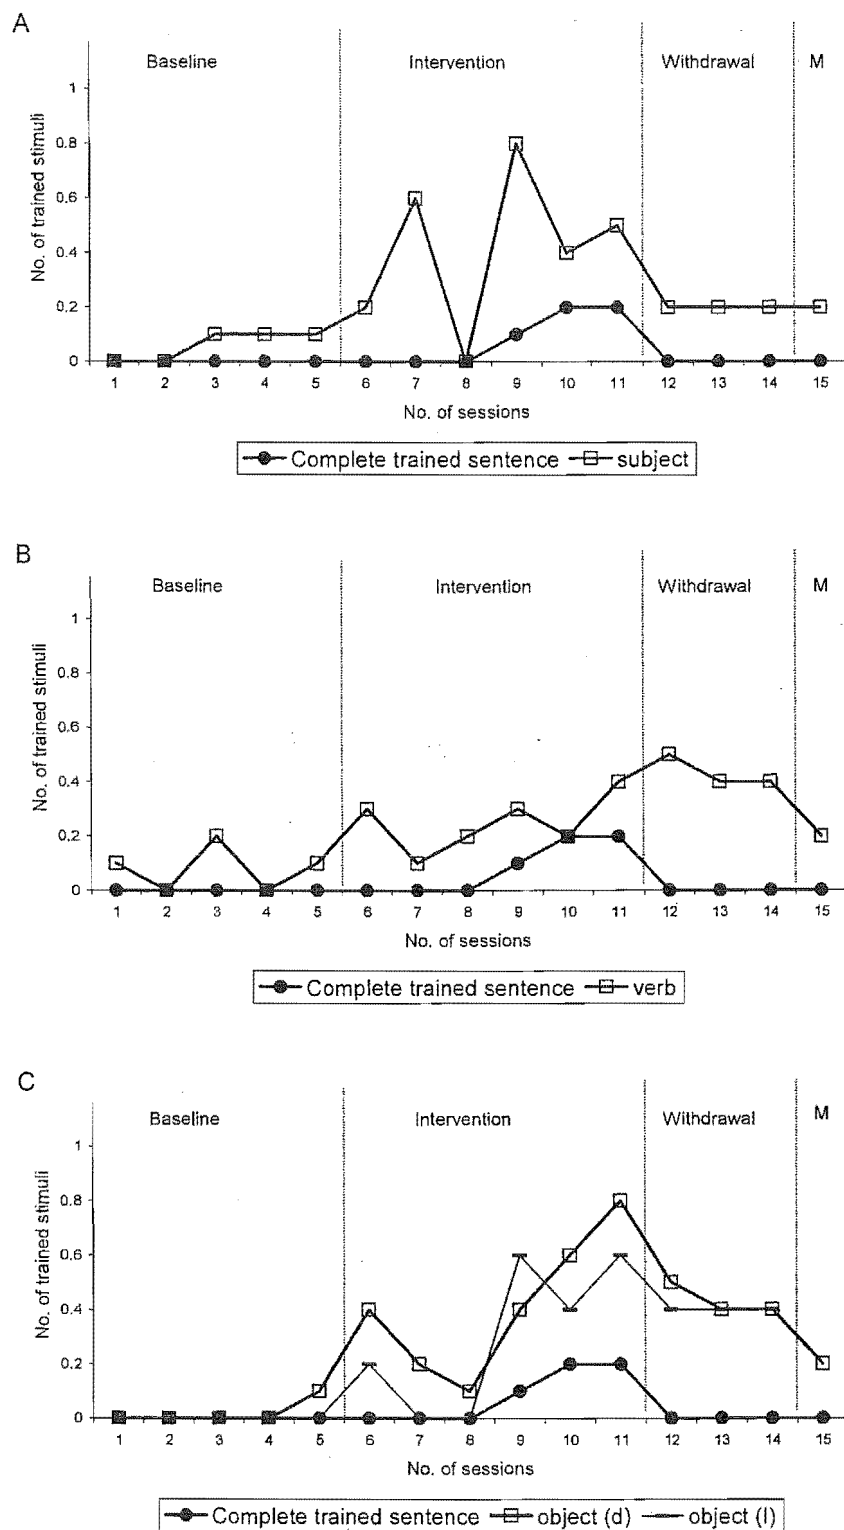 A
Baseline Intervention Withdrawal M
No. of trained stimuli
1
0.8
0.6
0.4
0.2
0
1 2 3 4 5 6 7 8 9 10 11 12 13 14 15
No. of sessions
Complete trained sentence subject
B
Baseline Intervention Withdrawal M
No. of trained stimuli
1
0.8
0.6
0.4
0.2
0
1 2 3 4 5 6 7 8 9 10 11 12 13 14 15
No. of sessions
Complete trained sentence verb
C
Baseline Intervention Withdrawal M
No. of trained stimuli
1
0.8
0.6
0.4
0.2
0
1 2 3 4 5 6 7 8 9 10 11 12 13 14 15
No. of sessions
Complete trained sentence object (d) object (I)